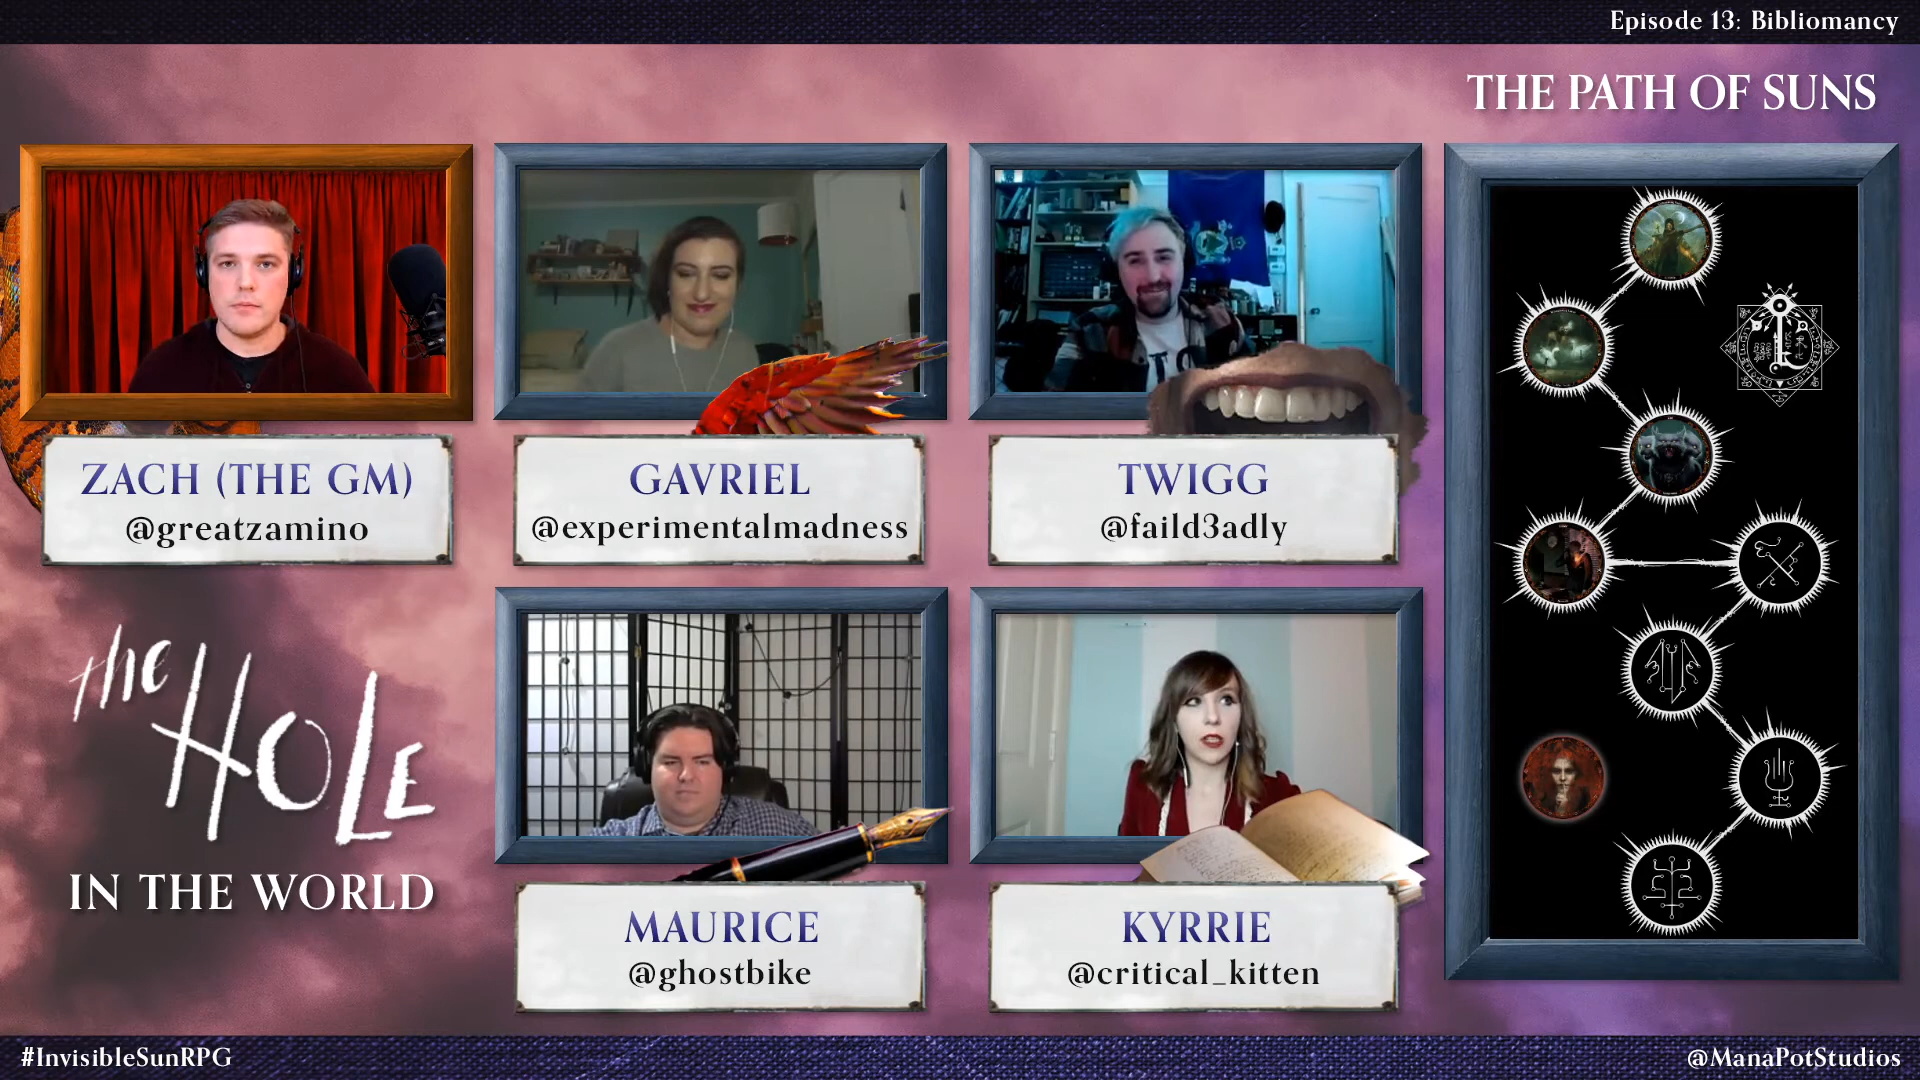 Episode 13: Bibliomancy
THE PATH OF SUNS
ZACH (THE GM)
@greatzamino
GAVRIEL
@experimentalmadness
TWIGG
@faild3adly
the HOLE
IN THE WORLD
MAURICE
@ghostbike
KYRRIE
@critical_kitten
#InvisibleSunRPG
@ManaPotStudios